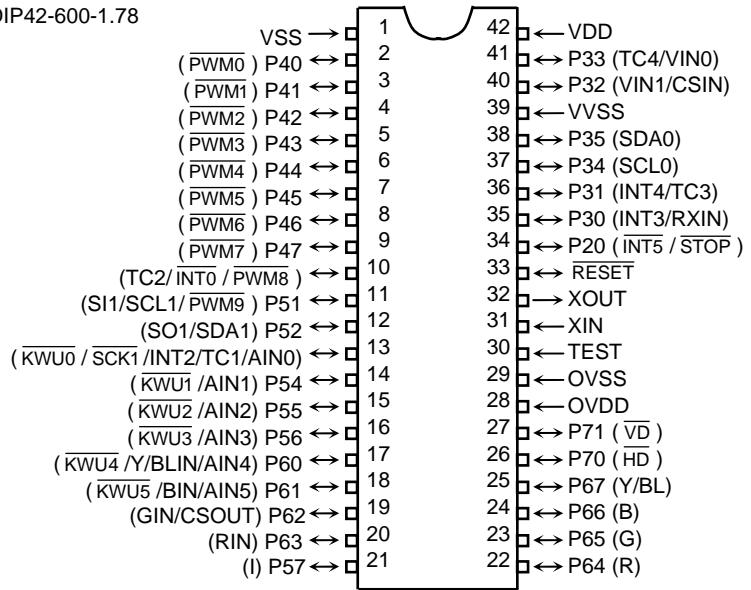 DIP42-600-1.78
VSS 1 42 VDD
( PWM0 ) P40 2 41 P33 (TC4/VIN0)
( PWM1 ) P41 3 40 P32 (VIN1/CSIN)
( PWM2 ) P42 4 39 VVSS
( PWM3 ) P43 5 38 P35 (SDA0)
( PWM4 ) P44 6 37 P34 (SCL0)
( PWM5 ) P45 7 36 P31 (INT4/TC3)
( PWM6 ) P46 8 35 P30 (INT3/RXIN)
( PWM7 ) P47 9 34 P20 ( INT5 / STOP )
(TC2/ INT0 / PWM8 ) 10 33 RESET
(SI1/SCL1/ PWM9 ) P51 11 32 XOUT
(SO1/SDA1) P52 12 31 XIN
( KWU0 / SCK1 /INT2/TC1/AIN0) 13 30 TEST
( KWU1 /AIN1) P54 14 29 OVSS
( KWU2 /AIN2) P55 15 28 OVDD
( KWU3 /AIN3) P56 16 27 P71 ( VD )
( KWU4 /Y/BLIN/AIN4) P60 17 26 P70 ( HD )
( KWU5 /BIN/AIN5) P61 18 25 P67 (Y/BL)
(GIN/CSOUT) P62 19 24 P66 (B)
(RIN) P63 20 23 P65 (G)
(I) P57 21 22 P64 (R)